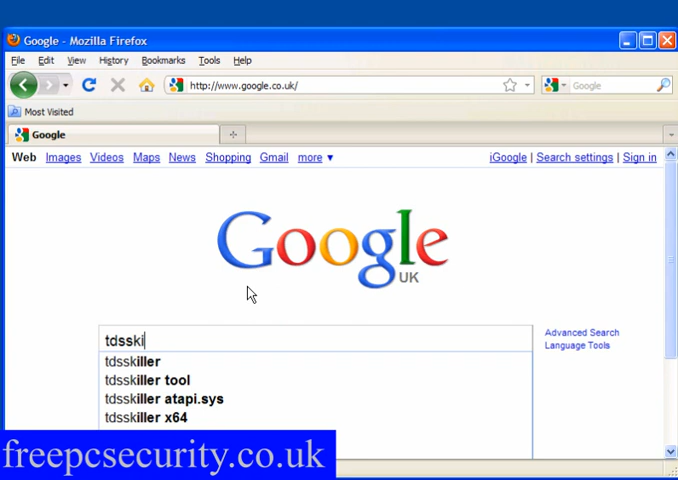 Google - Mozilla Firefox
File Edit View History Bookmarks Tools Help
http://www.google.co.uk/ Google
Most Visited
Google
Web Images Videos Maps News Shopping Gmail more ▼ iGoogle | Search settings | Sign in
Google
UK
tdsski
Advanced Search
Language Tools
tdsskiller
tdsskiller tool
tdsskiller atapi.sys
tdsskiller x64
freepcsecurity.co.uk